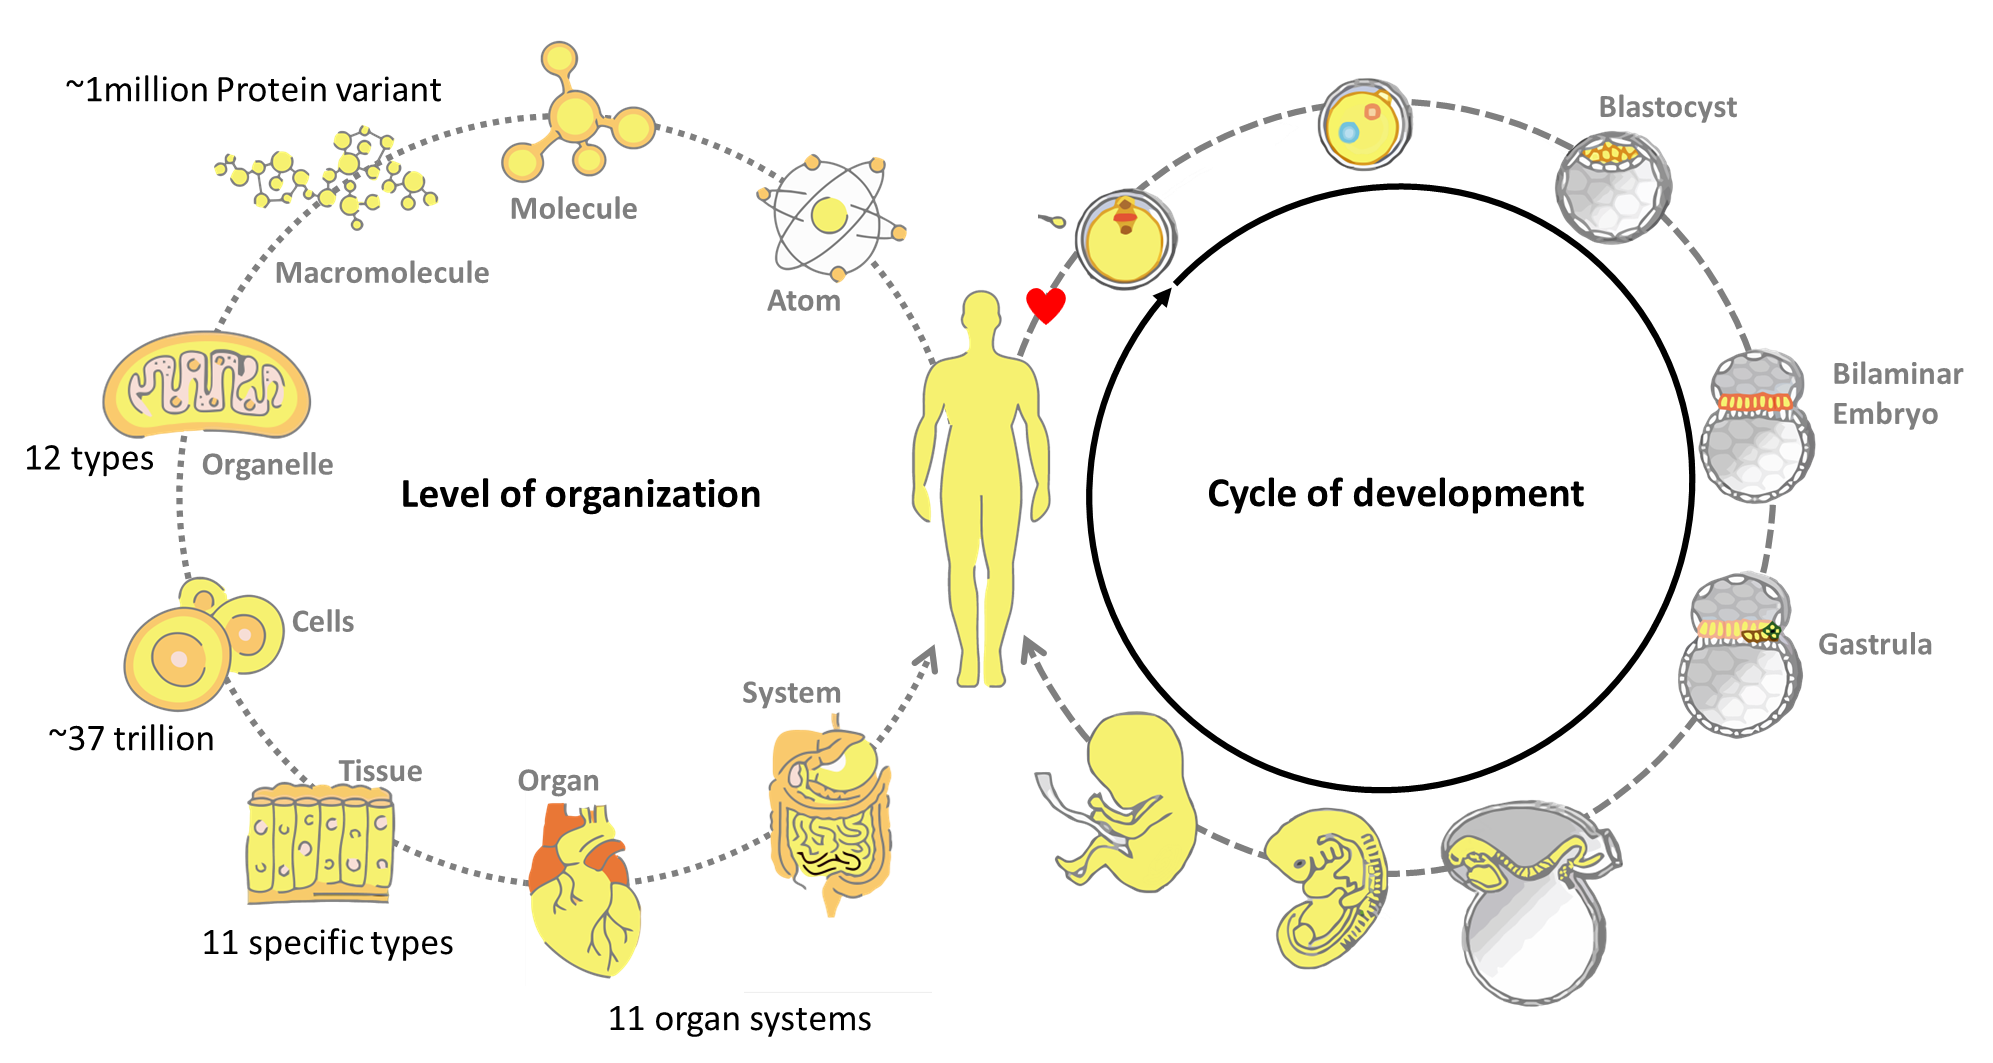 ~1million Protein variant
Molecule
Macromolecule
Atom
Organelle
12 types
Level of organization
Cells
~37 trillion
Tissue
11 specific types
Organ
System
11 organ systems
Blastocyst
Bilaminar
Embryo
Cycle of development
Gastrula